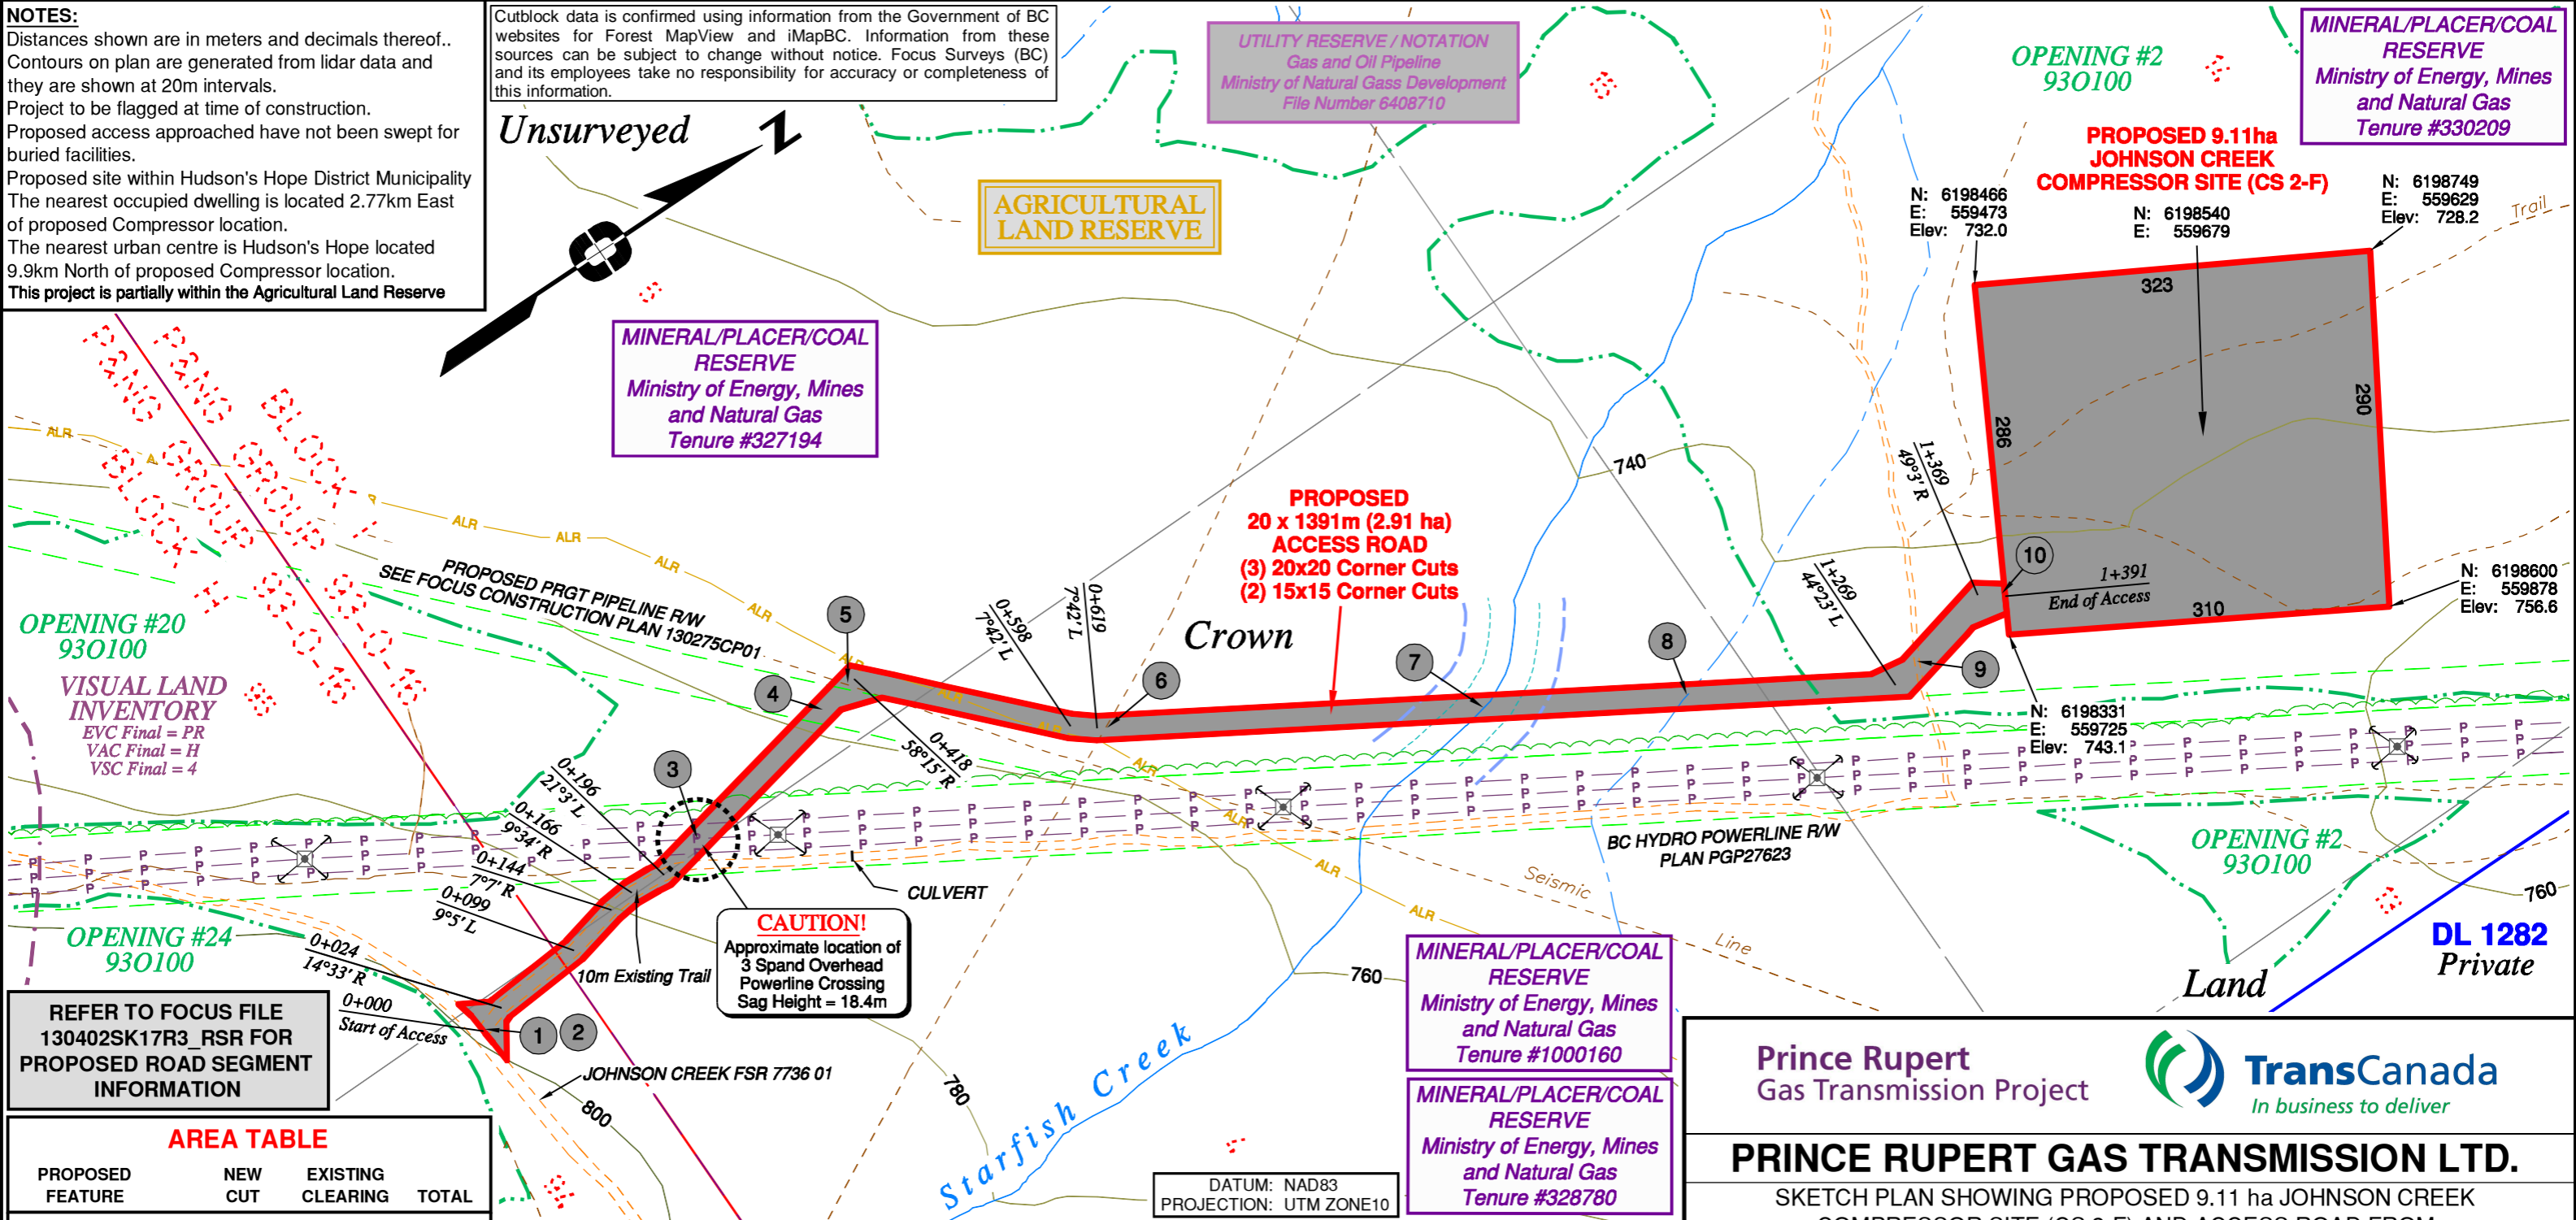 NOTES:
Distances shown are in meters and decimals thereof..
Contours on plan are generated from lidar data and
they are shown at 20m intervals.
Project to be flagged at time of construction.
Proposed access approached have not been swept for
buried facilities.
Proposed site within Hudson's Hope District Municipality
The nearest occupied dwelling is located 2.77km East
of proposed Compressor location.
The nearest urban centre is Hudson's Hope located
9.9km North of proposed Compressor location.
This project is partially within the Agricultural Land Reserve
Cutblock data is confirmed using information from the Government of BC
websites for Forest MapView and iMapBC. Information from these
sources can be subject to change without notice. Focus Surveys (BC)
and its employees take no responsibility for accuracy or completeness of
this information.
Unsurveyed
Z
UTILITY RESERVE / NOTATION
Gas and Oil Pipeline
Ministry of Natural Gass Development
File Number 6408710
AGRICULTURAL
LAND RESERVE
OPENING #2
93O100
MINERAL/PLACER/COAL
RESERVE
Ministry of Energy, Mines
and Natural Gas
Tenure #330209
PROPOSED 9.11ha
JOHNSON CREEK
COMPRESSOR SITE (CS 2-F)
N: 6198466
E: 559473
Elev: 732.0
N: 6198540
E: 559679
N: 6198749
E: 559629
Elev: 728.2
Trail
323
290
286
310
MINERAL/PLACER/COAL
RESERVE
Ministry of Energy, Mines
and Natural Gas
Tenure #327194
ALR
ALR
ALR
ALR
ALR
ALR
ALR
ALR
ALR
ALR
ALR
ALR
740
PROPOSED
20 x 1391m (2.91 ha)
ACCESS ROAD
(3) 20x20 Corner Cuts
(2) 15x15 Corner Cuts
1+369
49°3' R
10
1+391
End of Access
N: 6198600
E: 559878
Elev: 756.6
PROPOSED PRGT PIPELINE R/W
SEE FOCUS CONSTRUCTION PLAN 130275CP01
OPENING #20
93O100
VISUAL LAND
INVENTORY
EVC Final = PR
VAC Final = H
VSC Final = 4
5
0+598
7°42' L
0+619
7°42' L
Crown
6
7
8
1+269
44°23' L
9
4
3
0+418
58°15' R
N: 6198331
E: 559725
Elev: 743.1
0+196
21°3' L
0+166
9°34' R
0+144
7°7' R
0+099
9°5' L
0+024
14°33' R
0+000
Start of Access
1
2
CULVERT
BC HYDRO POWERLINE R/W
PLAN PGP27623
Seismic
Line
OPENING #2
93O100
760
OPENING #24
93O100
10m Existing Trail
CAUTION!
Approximate location of
3 Spand Overhead
Powerline Crossing
Sag Height = 18.4m
760
MINERAL/PLACER/COAL
RESERVE
Ministry of Energy, Mines
and Natural Gas
Tenure #1000160
MINERAL/PLACER/COAL
RESERVE
Ministry of Energy, Mines
and Natural Gas
Tenure #328780
DL 1282
Private
Land
REFER TO FOCUS FILE
130402SK17R3_RSR FOR
PROPOSED ROAD SEGMENT
INFORMATION
JOHNSON CREEK FSR 7736 01
800
780
Starfish Creek
DATUM: NAD83
PROJECTION: UTM ZONE10
AREA TABLE
PROPOSED
FEATURE
NEW
CUT
EXISTING
CLEARING
TOTAL
Prince Rupert
Gas Transmission Project
TransCanada
In business to deliver
PRINCE RUPERT GAS TRANSMISSION LTD.
SKETCH PLAN SHOWING PROPOSED 9.11 ha JOHNSON CREEK